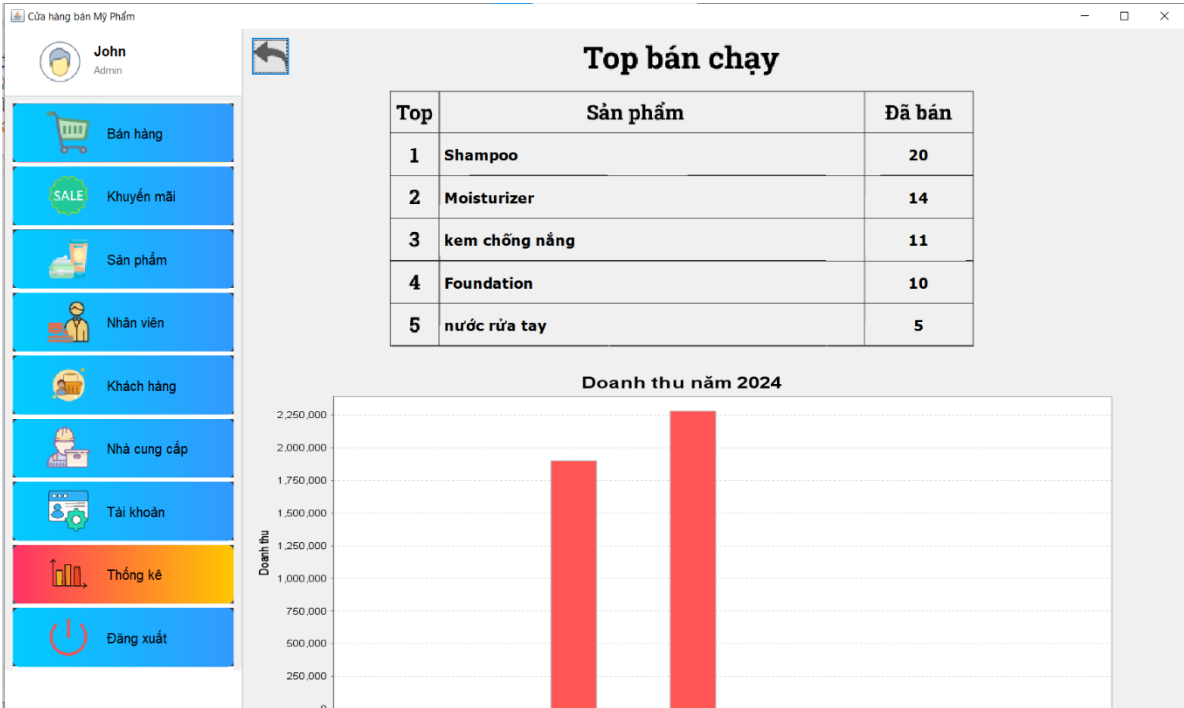 Cửa hàng bán Mỹ Phẩm
John
Admin
Bán hàng
SALE
Khuyến mãi
Sản phẩm
Nhân viên
Khách hàng
Nhà cung cấp
Tài khoản
Thống kê
Đăng xuất
Top bán chạy
Top Sản phẩm Đã bán
1 Shampoo 20
2 Moisturizer 14
3 kem chống nắng 11
4 Foundation 10
5 nước rửa tay 5
Doanh thu năm 2024
Doanh thu
2,250,000
2,000,000
1,750,000
1,500,000
1,250,000
1,000,000
750,000
500,000
250,000